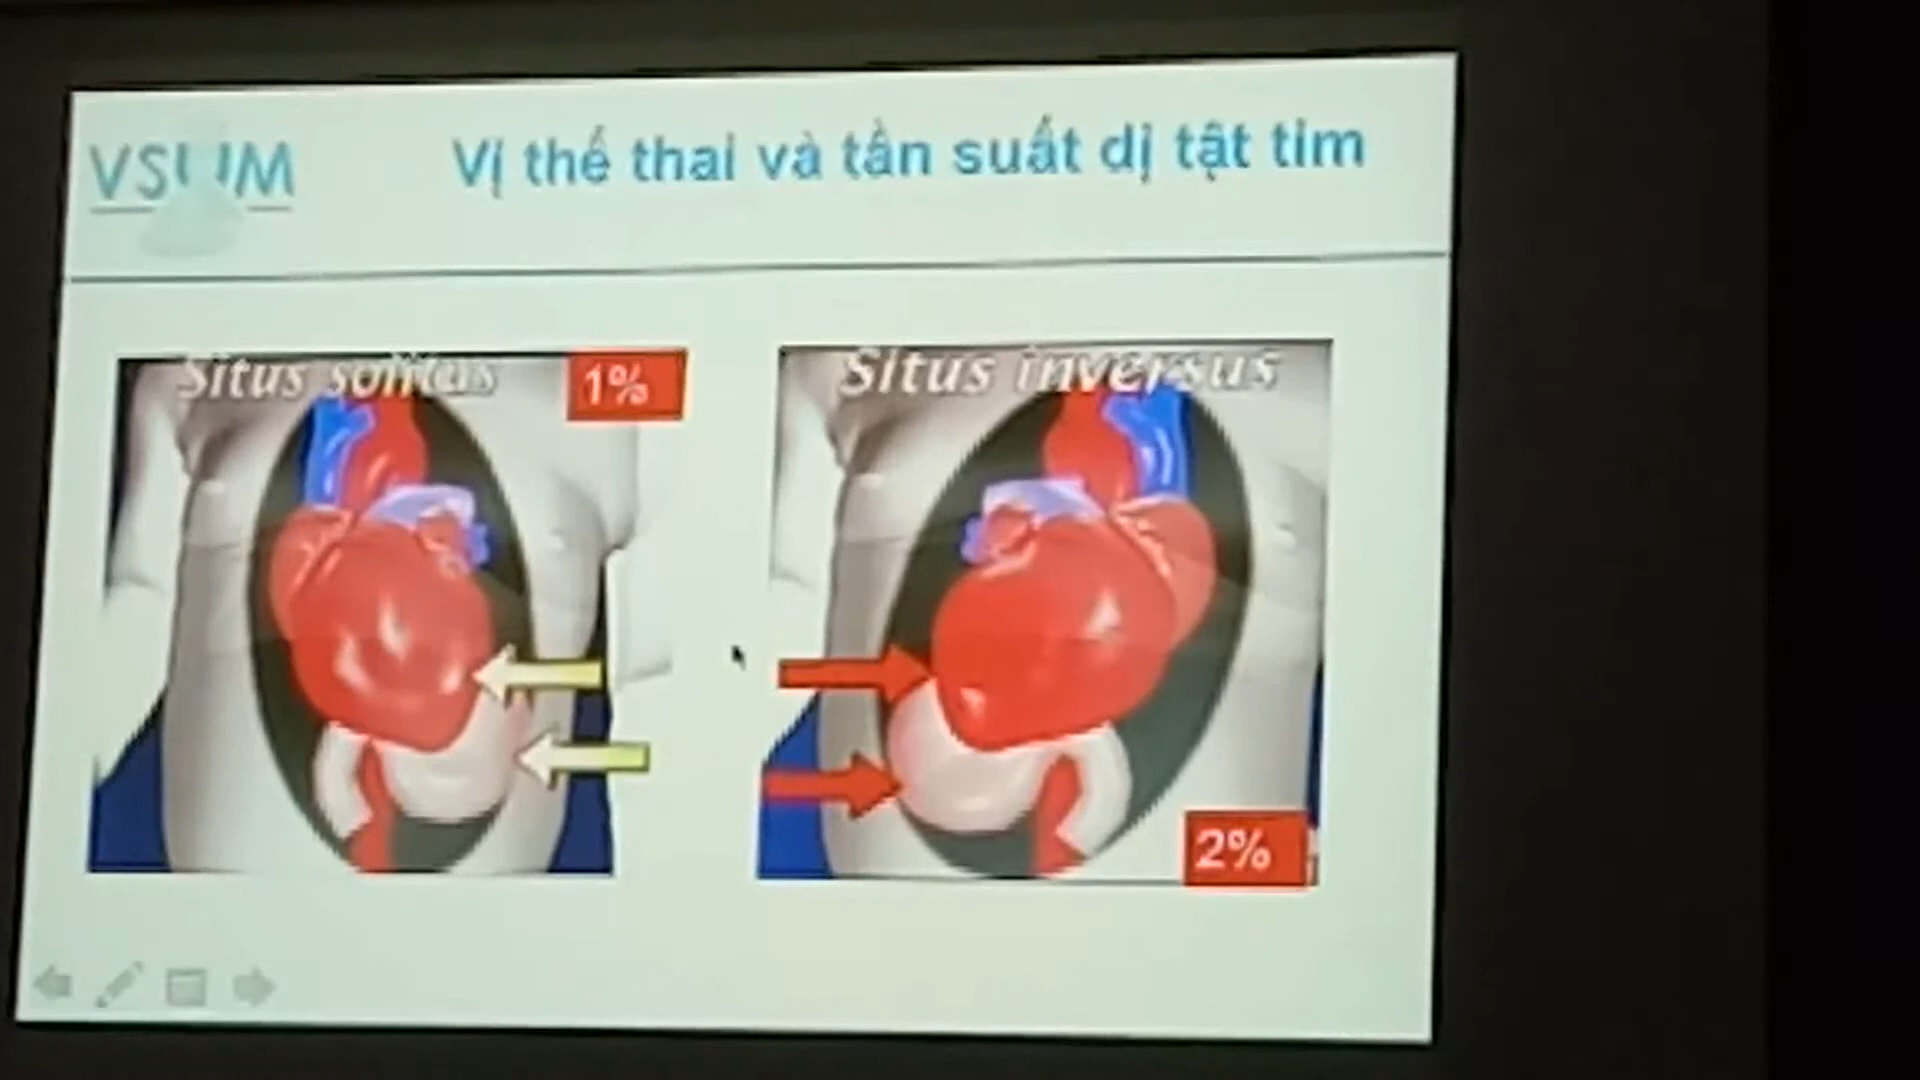 VSUM
Vị thế thai và tần suất dị tật tim
Situs solitus
1%
Situs inversus
2%